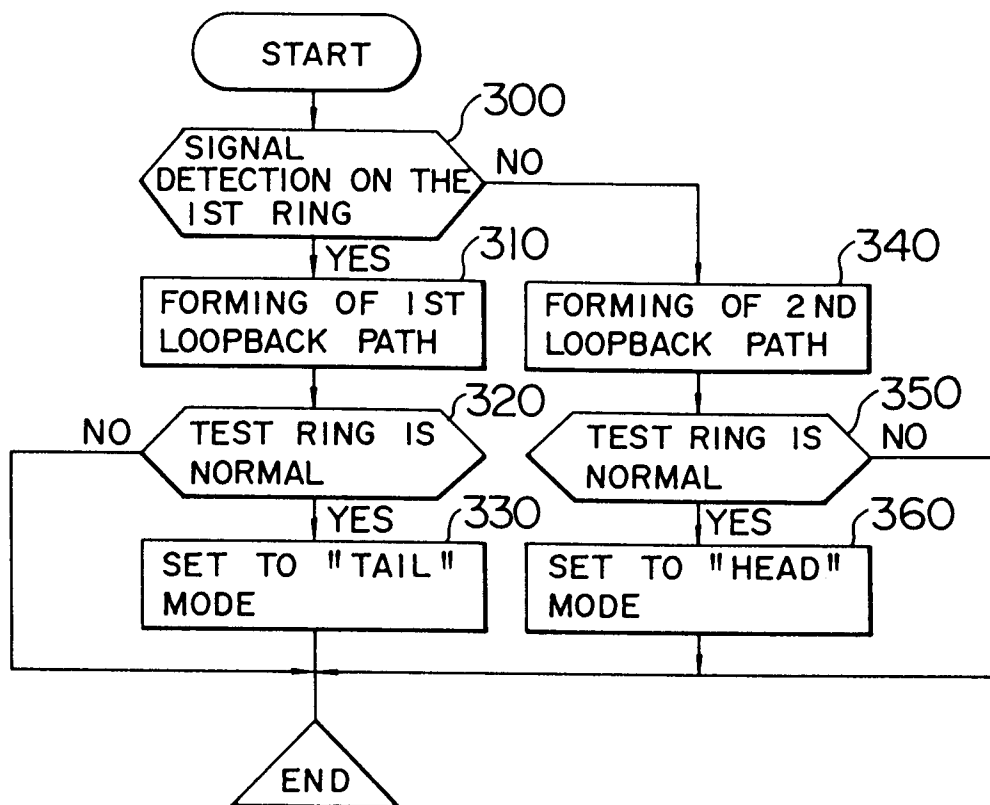 START
300
SIGNAL
DETECTION ON THE
1ST RING
NO
YES
310
FORMING OF 1ST
LOOPBACK PATH
340
FORMING OF 2ND
LOOPBACK PATH
320
NO
TEST RING IS
NORMAL
350
TEST RING IS
NORMAL
NO
YES
330
SET TO "TAIL"
MODE
YES
360
SET TO "HEAD"
MODE
END